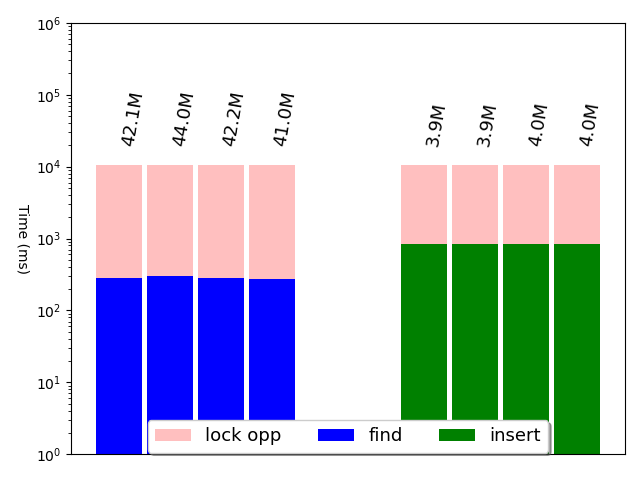 10⁶
10⁵
10⁴
10³
10²
10¹
10⁰
Time (ms)
42.1M
44.0M
42.2M
41.0M
3.9M
3.9M
4.0M
4.0M
lock opp
find
insert